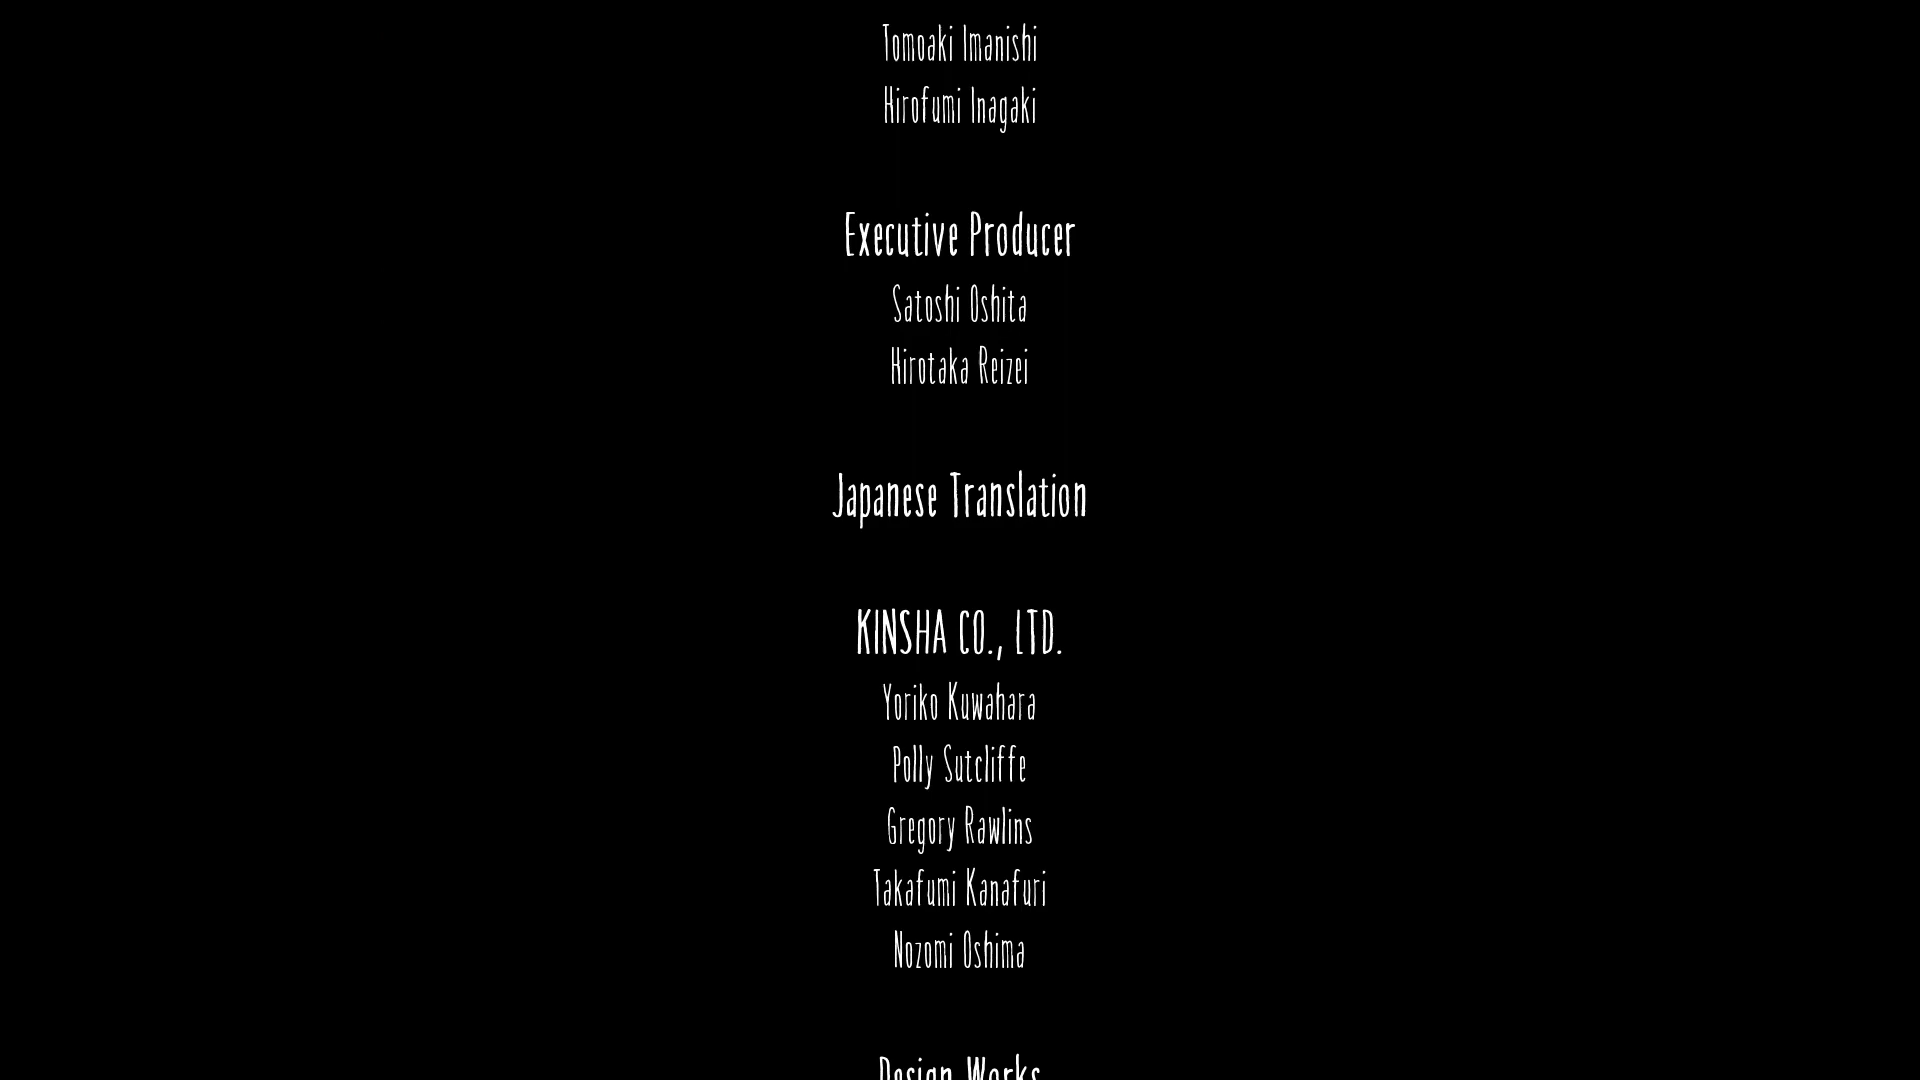 Tomoaki Imanishi
Hirofumi Inagaki
Executive Producer
Satoshi Oshita
Hirotaka Reizei
Japanese Translation
KINSHA CO., LTD.
Yoriko Kuwahara
Polly Sutcliffe
Gregory Rawlins
Takafumi Kanafuri
Nozomi Oshima
Design Works